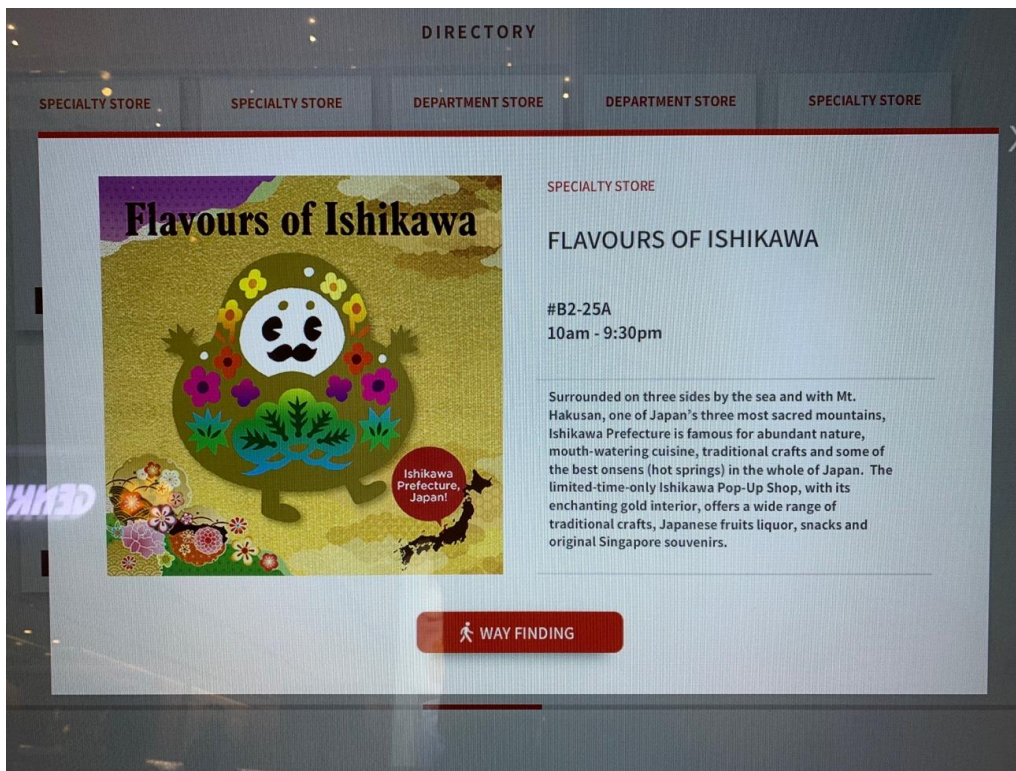 DIRECTORY
SPECIALTY STORE
SPECIALTY STORE
DEPARTMENT STORE
DEPARTMENT STORE
SPECIALTY STORE
Flavours of Ishikawa
Ishikawa
Prefecture,
Japan!
SPECIALTY STORE
FLAVOURS OF ISHIKAWA
#B2-25A
10am - 9:30pm
Surrounded on three sides by the sea and with Mt.
Hakusan, one of Japan's three most sacred mountains,
Ishikawa Prefecture is famous for abundant nature,
mouth-watering cuisine, traditional crafts and some of
the best onsens (hot springs) in the whole of Japan. The
limited-time-only Ishikawa Pop-Up Shop, with its
enchanting gold interior, offers a wide range of
traditional crafts, Japanese fruits liquor, snacks and
original Singapore souvenirs.
WAY FINDING